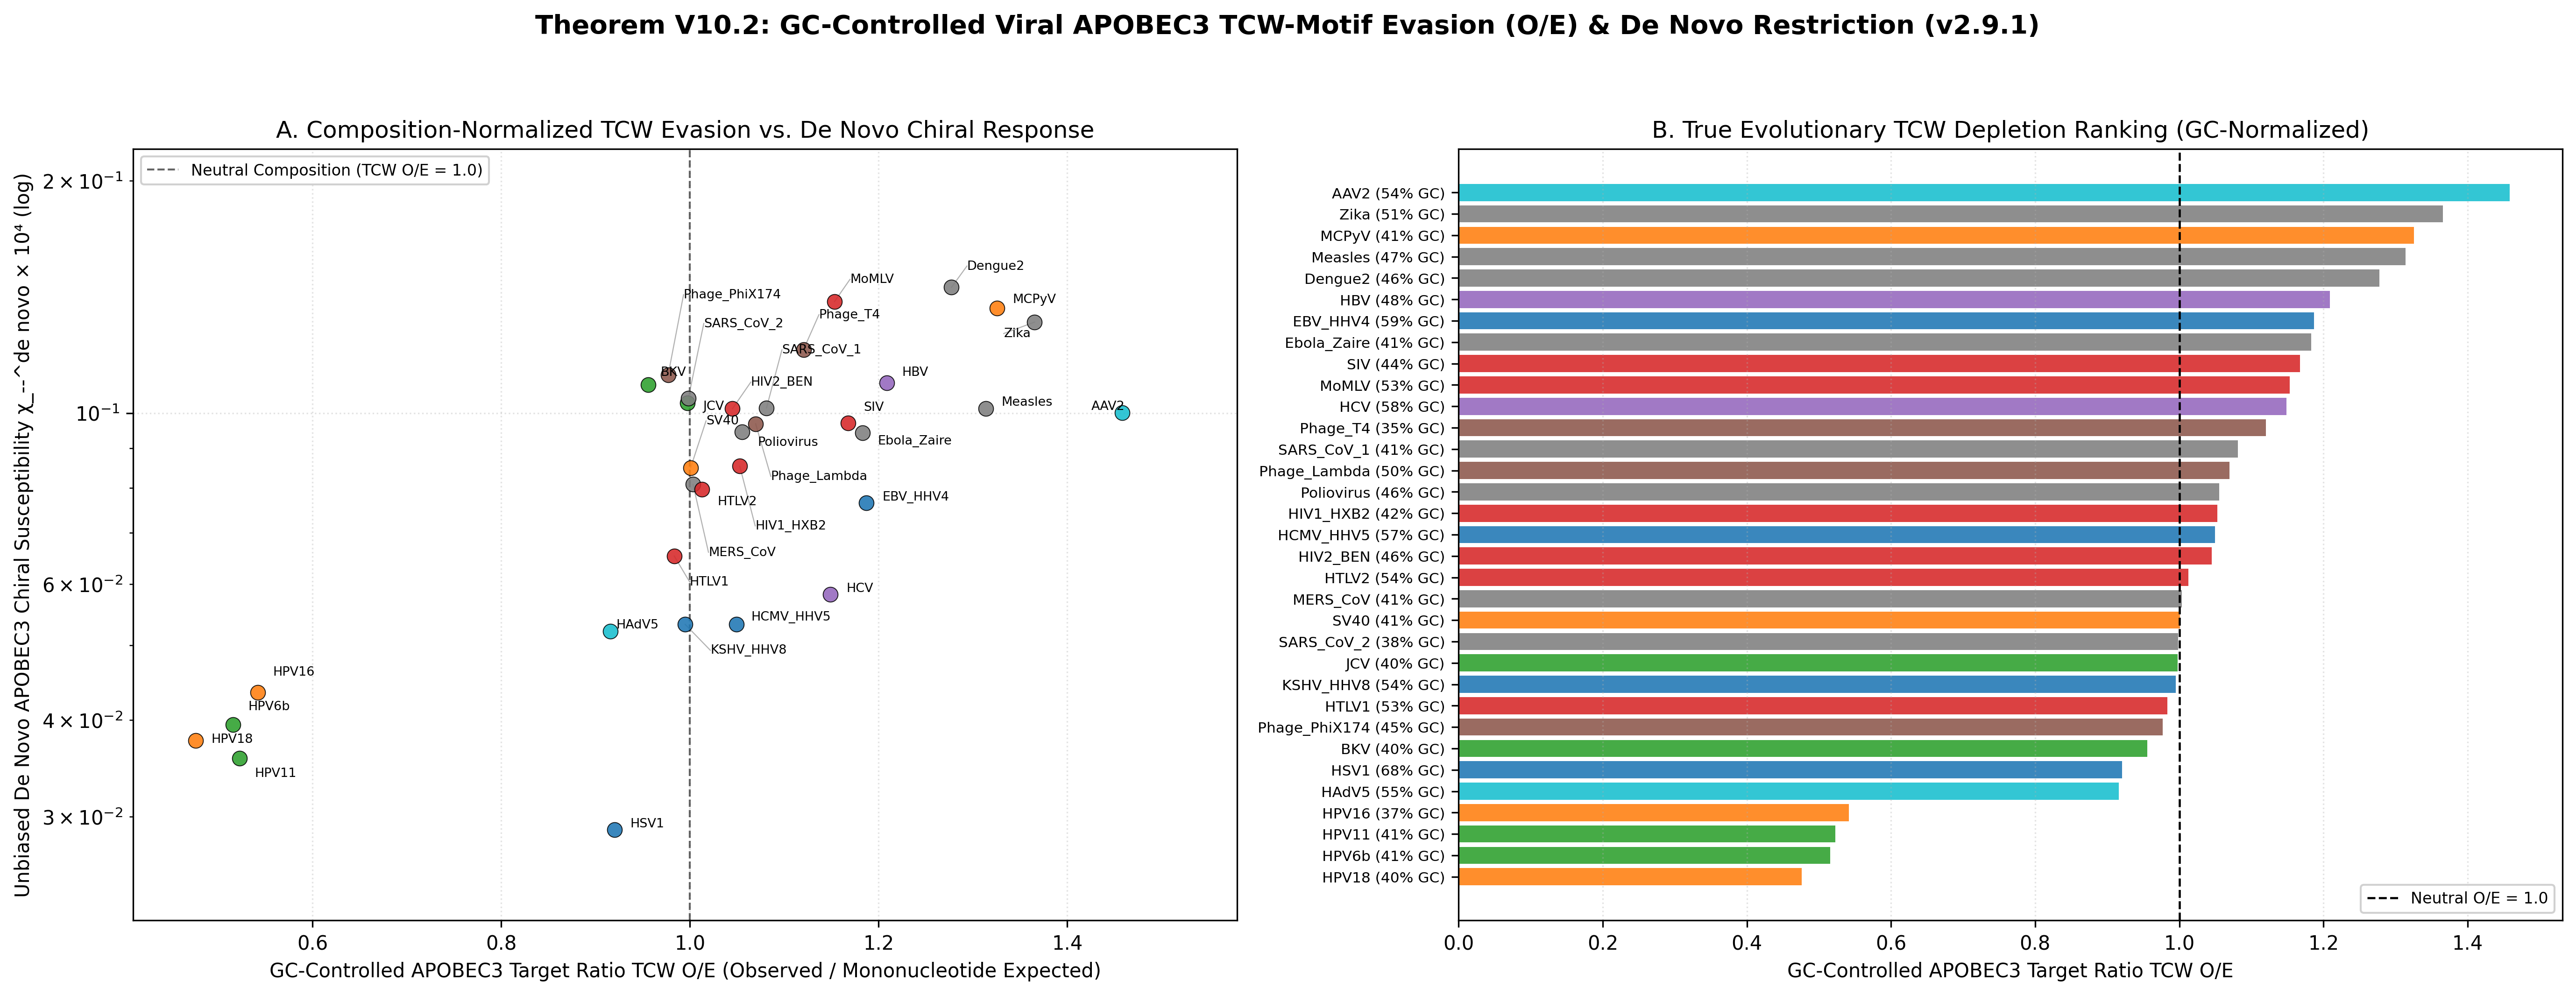 Theorem V10.2: GC-Controlled Viral APOBEC3 TCW-Motif Evasion (O/E) & De Novo Restriction (v2.9.1)
A. Composition-Normalized TCW Evasion vs. De Novo Chiral Response
Neutral Composition (TCW O/E = 1.0)
Unbiased De Novo APOBEC3 Chiral Susceptibility χ_--^de novo × 10⁴ (log)
2 × 10⁻¹
10⁻¹
6 × 10⁻²
4 × 10⁻²
3 × 10⁻²
Dengue2
MoMLV
Phage_PhiX174
MCPyV
Phage_T4
SARS_CoV_2
Zika
SARS_CoV_1
BKV
HBV
HIV2_BEN
JCV
SIV
Measles
AAV2
SV40
Poliovirus
Ebola_Zaire
Phage_Lambda
EBV_HHV4
HTLV2
HIV1_HXB2
MERS_CoV
HTLV1
HCV
HCMV_HHV5
HAdV5
KSHV_HHV8
HPV16
HPV6b
HPV18
HPV11
HSV1
0.6 0.8 1.0 1.2 1.4
GC-Controlled APOBEC3 Target Ratio TCW O/E (Observed / Mononucleotide Expected)
B. True Evolutionary TCW Depletion Ranking (GC-Normalized)
AAV2 (54% GC)
Zika (51% GC)
MCPyV (41% GC)
Measles (47% GC)
Dengue2 (46% GC)
HBV (48% GC)
EBV_HHV4 (59% GC)
Ebola_Zaire (41% GC)
SIV (44% GC)
MoMLV (53% GC)
HCV (58% GC)
Phage_T4 (35% GC)
SARS_CoV_1 (41% GC)
Phage_Lambda (50% GC)
Poliovirus (46% GC)
HIV1_HXB2 (42% GC)
HCMV_HHV5 (57% GC)
HIV2_BEN (46% GC)
HTLV2 (54% GC)
MERS_CoV (41% GC)
SV40 (41% GC)
SARS_CoV_2 (38% GC)
JCV (40% GC)
KSHV_HHV8 (54% GC)
HTLV1 (53% GC)
Phage_PhiX174 (45% GC)
BKV (40% GC)
HSV1 (68% GC)
HAdV5 (55% GC)
HPV16 (37% GC)
HPV11 (41% GC)
HPV6b (41% GC)
HPV18 (40% GC)
Neutral O/E = 1.0
0.0 0.2 0.4 0.6 0.8 1.0 1.2 1.4
GC-Controlled APOBEC3 Target Ratio TCW O/E